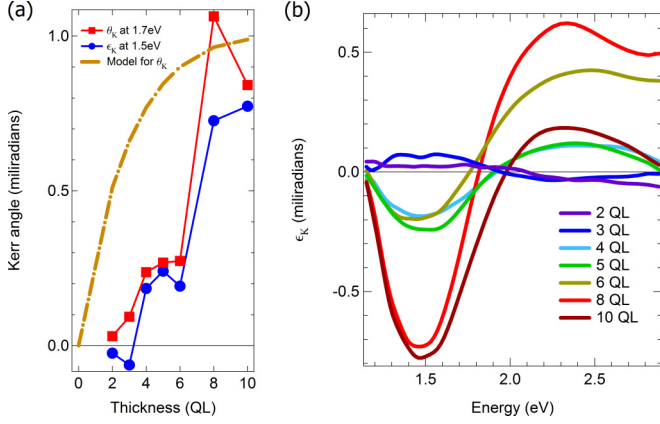 (a)
θK at 1.7eV
ϵK at 1.5eV
Model for θK
Kerr angle (miliradians)
1.0
0.5
0.0
0 2 4 6 8 10
Thickness (QL)
(b)
ϵK (miliradians)
0.5
0.0
-0.5
2 QL
3 QL
4 QL
5 QL
6 QL
8 QL
10 QL
1.5 2.0 2.5
Energy (eV)